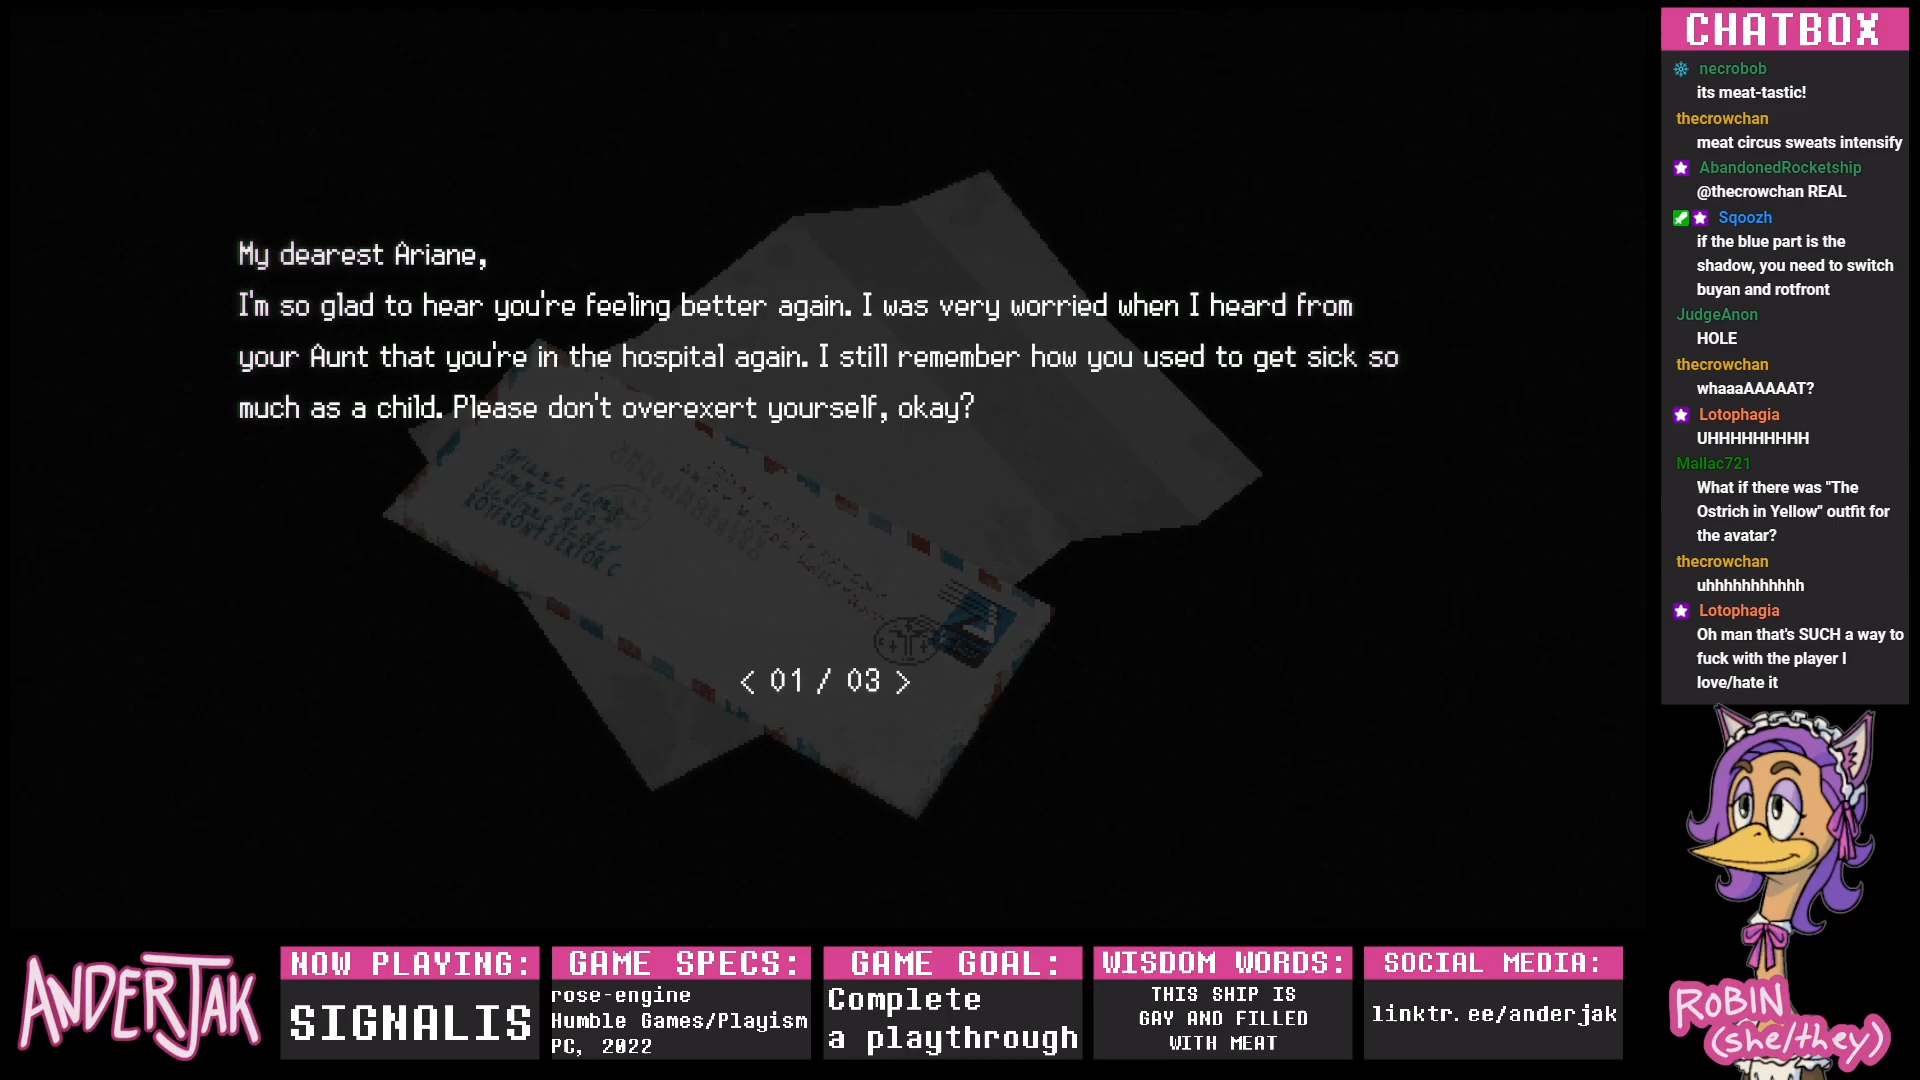 My dearest Ariane,
I'm so glad to hear you're feeling better again. I was very worried when I heard from
your Aunt that you're in the hospital again. I still remember how you used to get sick so
much as a child. Please don't overexert yourself, okay?
ROTFRONT SEKTOR C
< 01 / 03 >
CHATBOX
necrobob
its meat-tastic!
thecrowchan
meat circus sweats intensify
AbandonedRocketship
@thecrowchan REAL
Sqoozh
if the blue part is the
shadow, you need to switch
buyan and rotfront
JudgeAnon
HOLE
thecrowchan
whaaaAAAAAT?
Lotophagia
UHHHHHHHHH
Mallac721
What if there was "The
Ostrich in Yellow" outfit for
the avatar?
thecrowchan
uhhhhhhhhhh
Lotophagia
Oh man that's SUCH a way to
fuck with the player I
love/hate it
ANDERJAK
NOW PLAYING:
SIGNALIS
GAME SPECS:
rose-engine
Humble Games/Playism
PC, 2022
GAME GOAL:
Complete
a playthrough
WISDOM WORDS:
THIS SHIP IS
GAY AND FILLED
WITH MEAT
SOCIAL MEDIA:
linktr.ee/anderjak
ROBIN
(she/they)